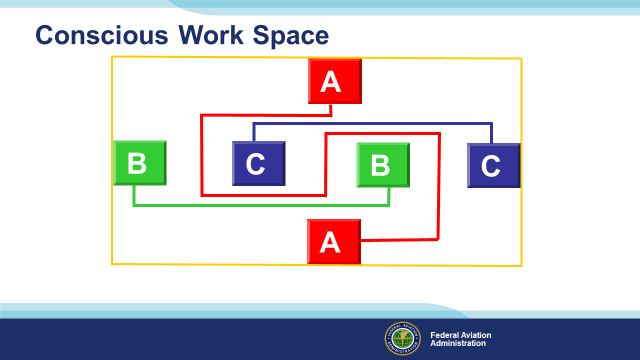 Conscious Work Space
A
B C B C
A
Federal Aviation
Administration